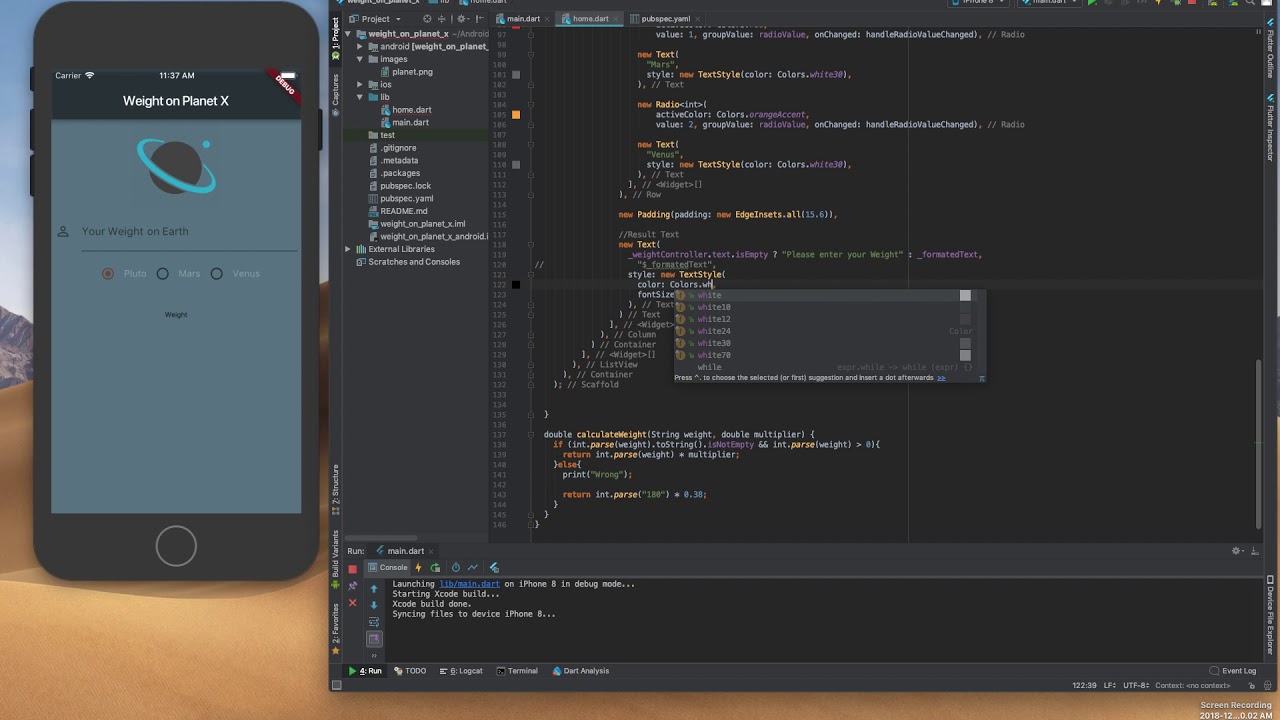 Carrier
11:37 AM
DEBUG
Weight on Planet X
Your Weight on Earth
Pluto
Mars
Venus
Weight
weight_on_planet_x
lib
home.dart
iPhone 8
main.dart
Project
main.dart
home.dart
pubspec.yaml
1: Project
Captures
7: Structure
Build Variants
2: Favorites
weight_on_planet_x ~/Android
android [weight_on_planet_
images
planet.png
ios
lib
home.dart
main.dart
test
.gitignore
.metadata
.packages
pubspec.lock
pubspec.yaml
README.md
weight_on_planet_x.iml
weight_on_planet_x_android.i
External Libraries
Scratches and Consoles
97 value: 1, groupValue: radioValue, onChanged: handleRadioValueChanged), // Radio
98
99 new Text(
100 "Mars",
101 style: new TextStyle(color: Colors.white30),
102 ), // Text
103
104 new Radio<int>(
105 activeColor: Colors.orangeAccent,
106 value: 2, groupValue: radioValue, onChanged: handleRadioValueChanged), // Radio
107
108 new Text(
109 "Venus",
110 style: new TextStyle(color: Colors.white30),
111 ), // Text
112 ], // <Widget>[]
113 ), // Row
114
115 new Padding(padding: new EdgeInsets.all(15.6)),
116
117 //Result Text
118 new Text(
119 _weightController.text.isEmpty ? "Please enter your Weight" : _formatedText,
120 // "$_formatedText",
121 style: new TextStyle(
122 color: Colors.wh,
123 fontSize
124 ), // Text
125 ) // Text
126 ], // <Widget>
127 ), // Column
128 ) // Container
129 ], // <Widget>[]
130 ), // ListView
131 ), // Container
132 ); // Scaffold
133
134
135 }
136
137 double calculateWeight(String weight, double multiplier) {
138 if (int.parse(weight).toString().isNotEmpty && int.parse(weight) > 0){
139 return int.parse(weight) * multiplier;
140 }else{
141 print("Wrong");
142
143 return int.parse("180") * 0.38;
144 }
145 }
146 }
white
white10
white12
white24 Color
white30
white70
while expr.while -> while (expr) {}
Press ^. to choose the selected (or first) suggestion and insert a dot afterwards >>
Flutter Outline
Flutter Inspector
Device File Explorer
Run: main.dart
Console
Launching lib/main.dart on iPhone 8 in debug mode...
Starting Xcode build...
Xcode build done.
Syncing files to device iPhone 8...
4: Run
TODO
6: Logcat
Terminal
Dart Analysis
Event Log
122:39 LF÷ UTF-8÷ Context: <no context>
Screen Recording
2018-12...0.02 AM